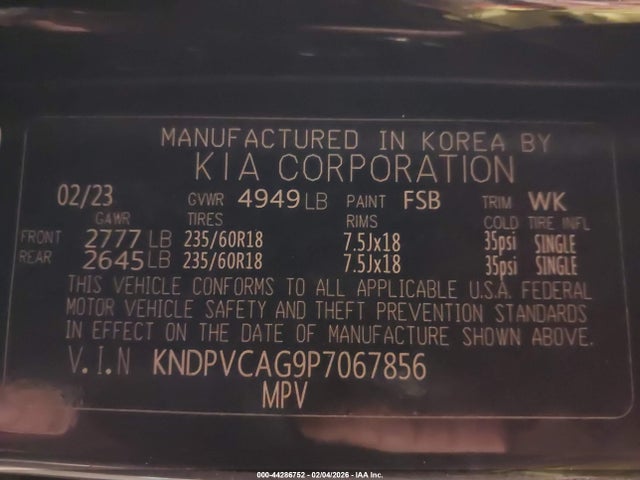 MANUFACTURED IN KOREA BY
KIA CORPORATION
02/23 GVWR 4949 LB PAINT FSB TRIM WK
GAWR TIRES RIMS COLD TIRE INFL
FRONT 2777 LB 235/60R18 7.5Jx18 35psi SINGLE
REAR 2645 LB 235/60R18 7.5Jx18 35psi SINGLE
THIS VEHICLE CONFORMS TO ALL APPLICABLE U.S.A. FEDERAL
MOTOR VEHICLE SAFETY AND THEFT PREVENTION STANDARDS
IN EFFECT ON THE DATE OF MANUFACTURE SHOWN ABOVE.
V.I.N KNDPVCAG9P7067856
MPV
000-44286752 - 02/04/2026 - IAA Inc.